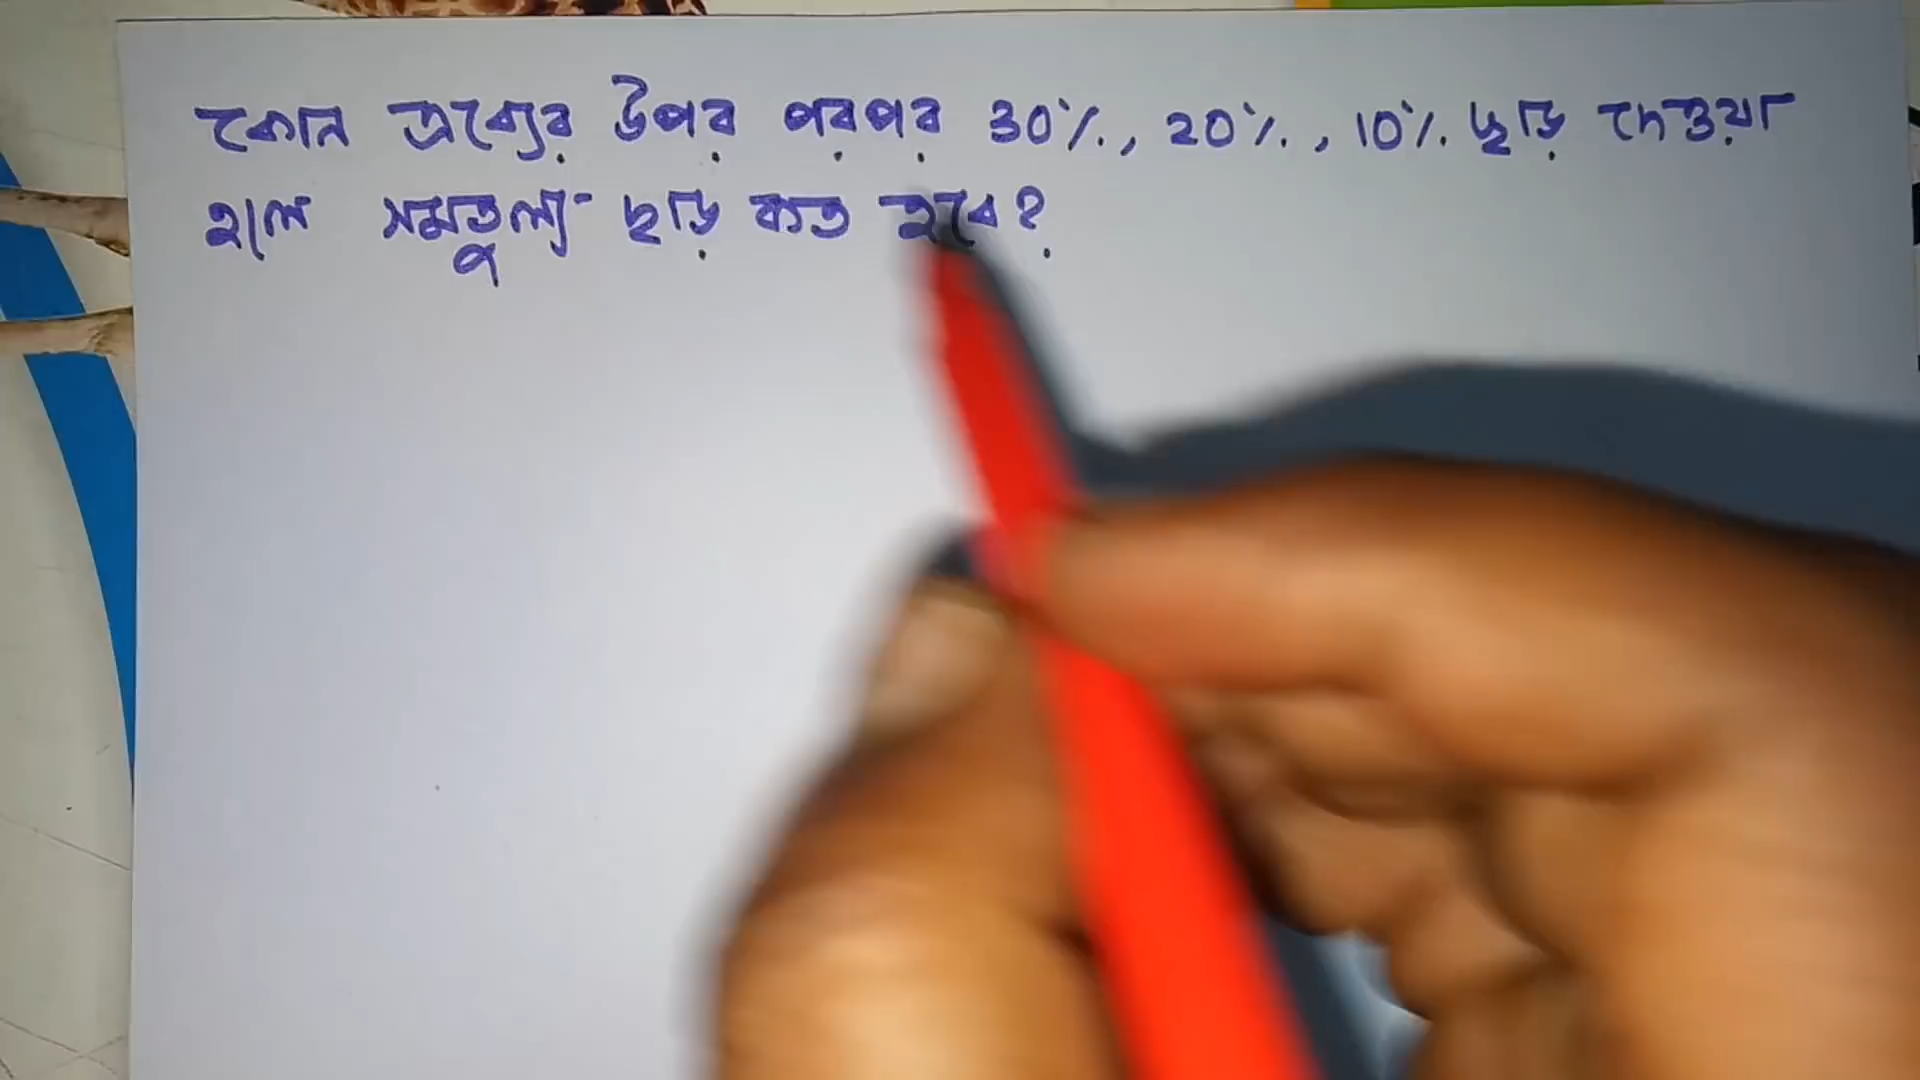 কোন দ্রব্যের উপর পরপর 30%, 20%, 10% ছাড় দেওয়া
হলে সমতুল্য ছাড় কত হবে?